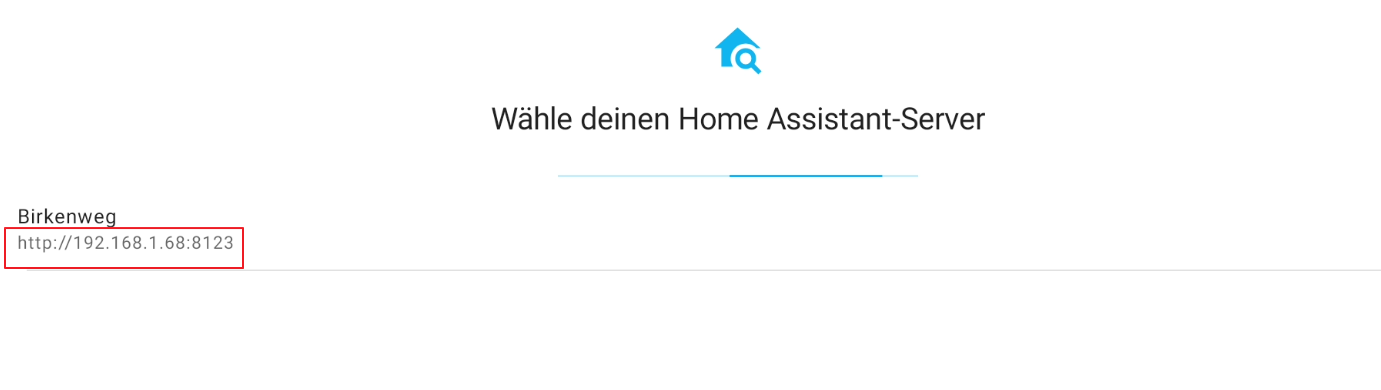 Wähle deinen Home Assistant-Server
Birkenweg
http://192.168.1.68:8123